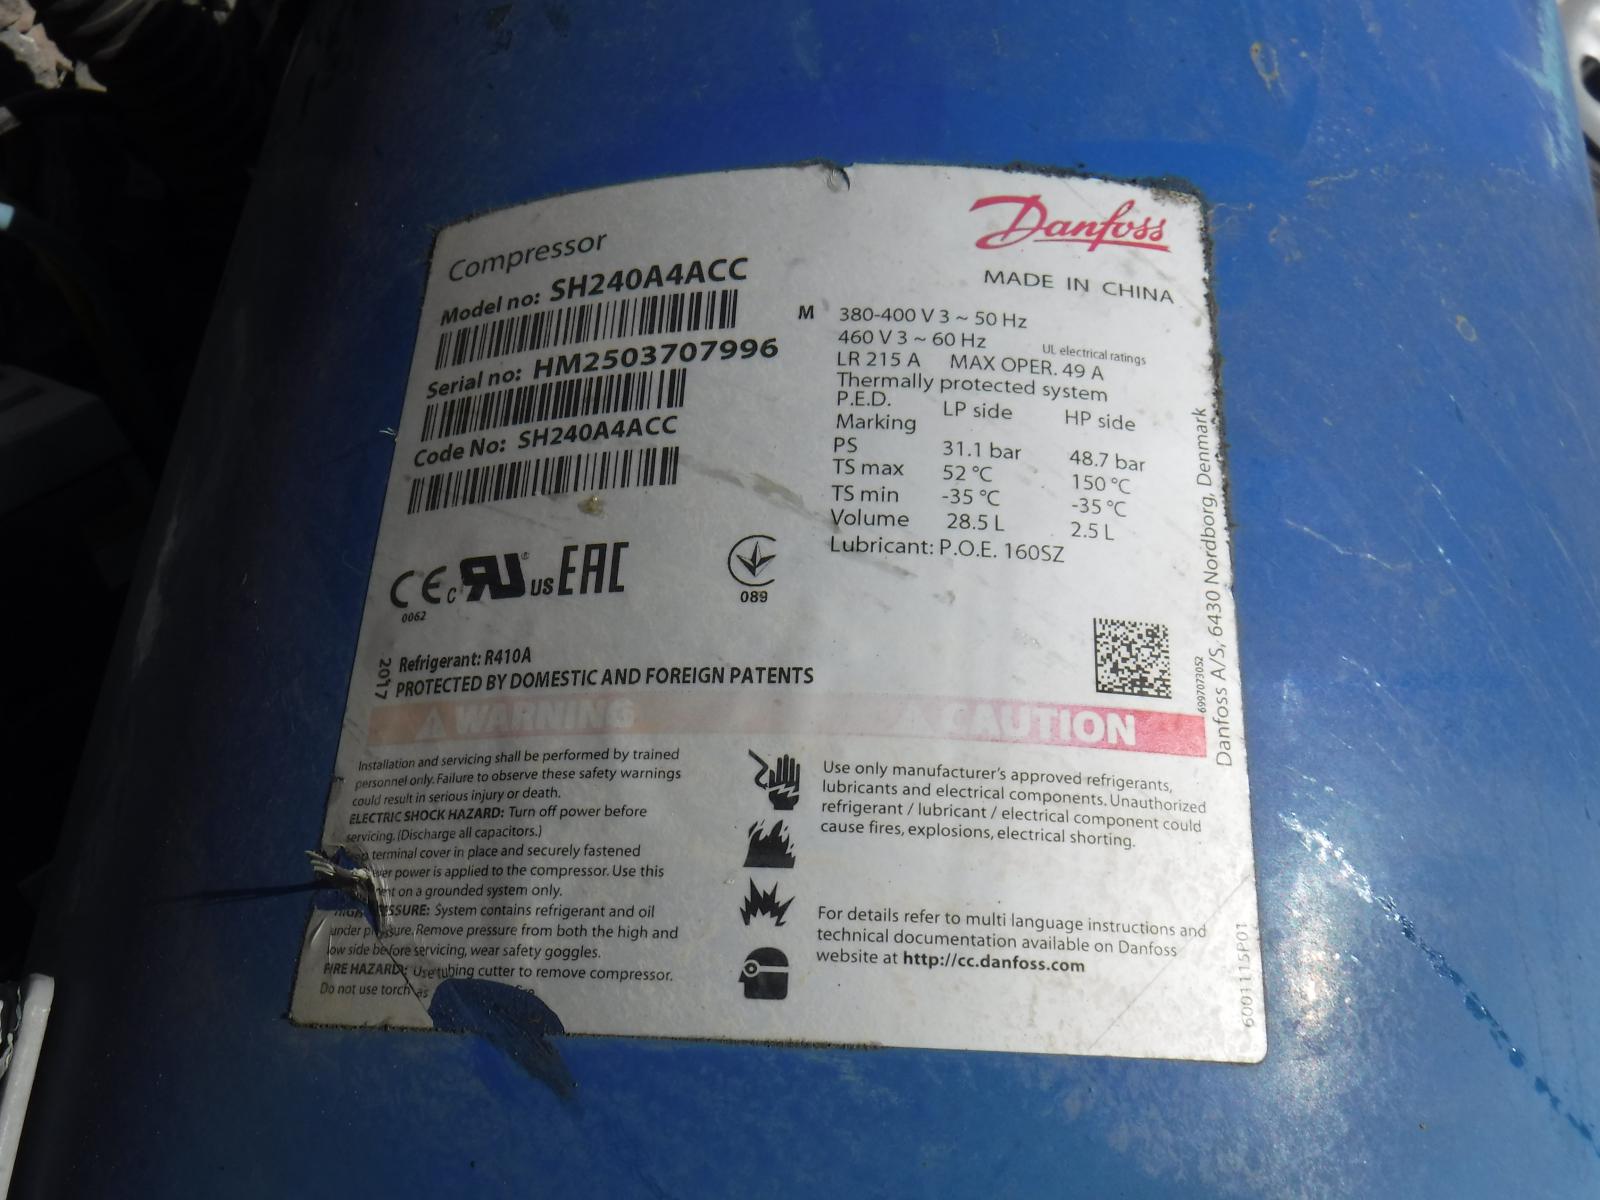 Danfoss
Compressor
MADE IN CHINA
Model no: SH240A4ACC
Serial no: HM2503707996
Code No: SH240A4ACC
M 380-400 V 3 ~ 50 Hz
460 V 3 ~ 60 Hz UL electrical ratings
LR 215 A MAX OPER. 49 A
Thermally protected system
P.E.D. LP side HP side
Marking
PS 31.1 bar 48.7 bar
TS max 52 °C 150 °C
TS min -35 °C -35 °C
Volume 28.5 L 2.5 L
Lubricant: P.O.E. 160SZ
CE c RU ® US EAC
0062
089
Refrigerant: R410A
2017
PROTECTED BY DOMESTIC AND FOREIGN PATENTS
6997073052
Danfoss A/S, 6430 Nordborg, Denmark
WARNING
Installation and servicing shall be performed by trained
personnel only. Failure to observe these safety warnings
could result in serious injury or death.
ELECTRIC SHOCK HAZARD: Turn off power before
servicing. (Discharge all capacitors.)
terminal cover in place and securely fastened
power is applied to the compressor. Use this
on a grounded system only.
HIGH PRESSURE: System contains refrigerant and oil
under pressure. Remove pressure from both the high and
low side before servicing, wear safety goggles.
FIRE HAZARD: Use tubing cutter to remove compressor.
Do not use torch as
CAUTION
Use only manufacturer's approved refrigerants,
lubricants and electrical components. Unauthorized
refrigerant / lubricant / electrical component could
cause fires, explosions, electrical shorting.
For details refer to multi language instructions and
technical documentation available on Danfoss
website at http://cc.danfoss.com
6001115P01